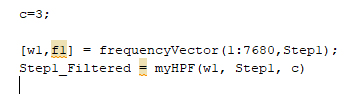 c=3;
[w1,f1] = frequencyVector(1:7680,Step1);
Step1_Filtered = myHPF(w1, Step1, c)